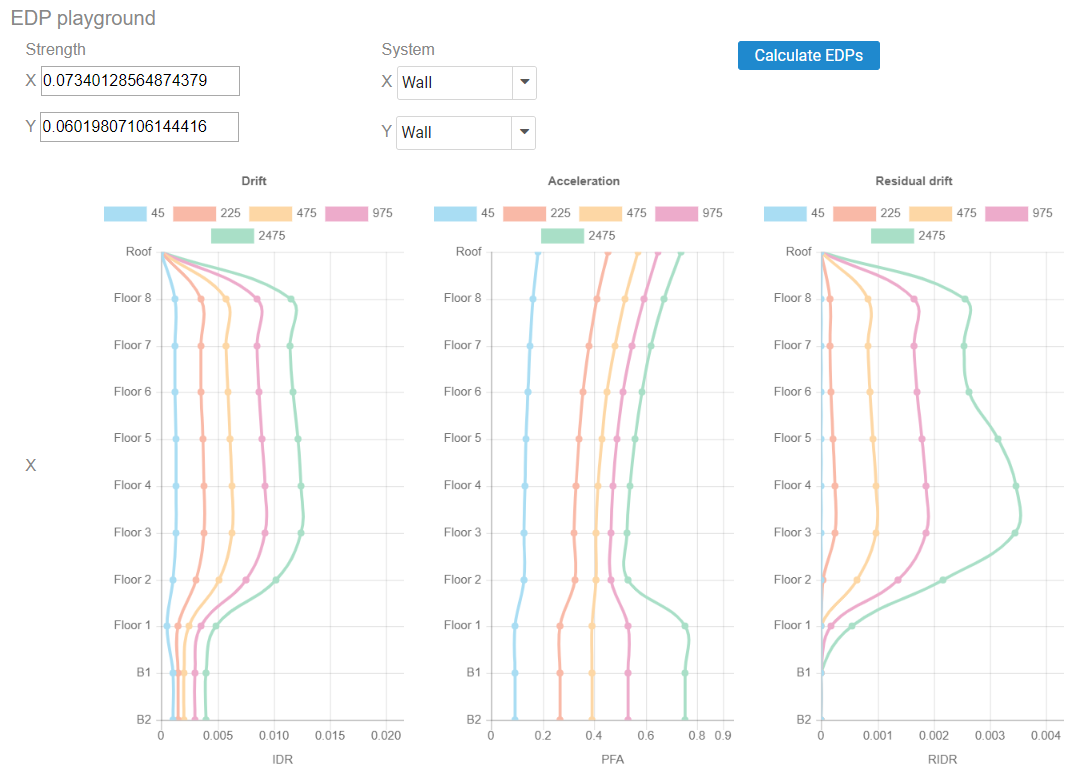 EDP playground
Strength
System
Calculate EDPs
X 0.07340128564874379
X Wall
Y 0.06019807106144416
Y Wall
Drift
45 225 475 975
2475
Roof
Floor 8
Floor 7
Floor 6
Floor 5
Floor 4
Floor 3
Floor 2
Floor 1
B1
B2
0 0.005 0.010 0.015 0.020
IDR
Acceleration
45 225 475 975
2475
Roof
Floor 8
Floor 7
Floor 6
Floor 5
Floor 4
Floor 3
Floor 2
Floor 1
B1
B2
0 0.2 0.4 0.6 0.8 0.9
PFA
Residual drift
45 225 475 975
2475
Roof
Floor 8
Floor 7
Floor 6
Floor 5
Floor 4
Floor 3
Floor 2
Floor 1
B1
B2
0 0.001 0.002 0.003 0.004
RIDR
X